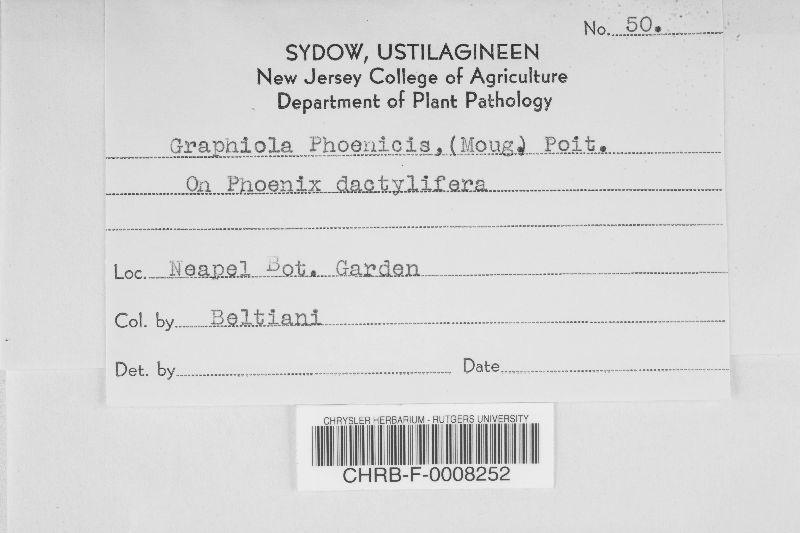 No. 50.
SYDOW, USTILAGINEEN
New Jersey College of Agriculture
Department of Plant Pathology
Graphiola Phoenicis, (Moug.) Poit.
On Phoenix dactylifera
Loc. Neapel Bot. Garden
Col. by Beltiani
Det. by Date
CHRYSLER HERBARIUM - RUTGERS UNIVERSITY
CHRB-F-0008252